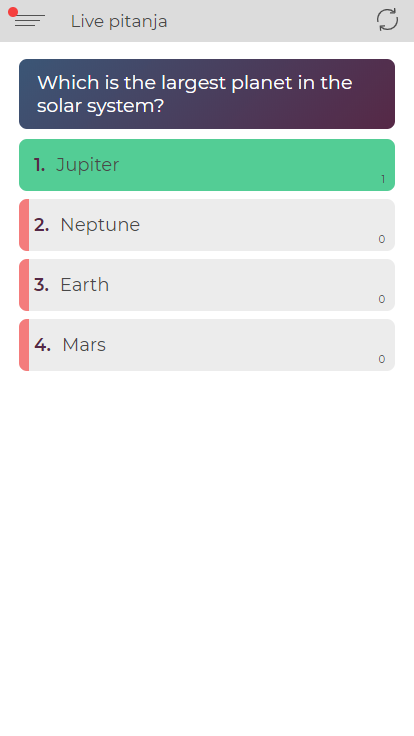 Live pitanja
Which is the largest planet in the
solar system?
1. Jupiter
1
2. Neptune
0
3. Earth
0
4. Mars
0